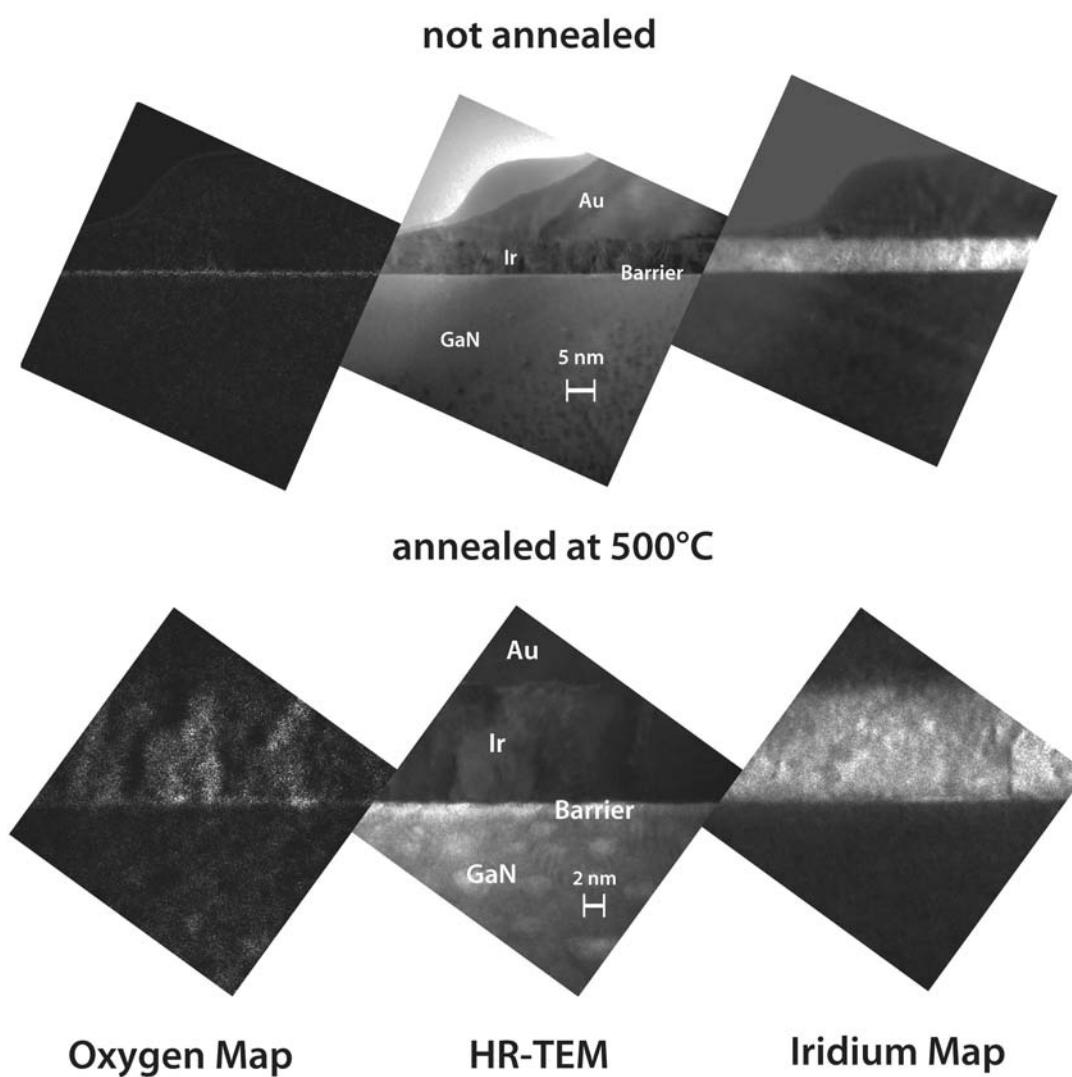 not annealed
Au
Ir
Barrier
GaN
5 nm
annealed at 500°C
Au
Ir
Barrier
GaN
2 nm
Oxygen Map
HR-TEM
Iridium Map